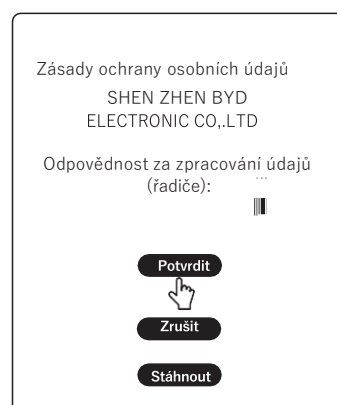 Zásady ochrany osobních údajů
SHEN ZHEN BYD
ELECTRONIC CO,.LTD
Odpovědnost za zpracování údajů
(řadiče):
Potvrdit
Zrušit
Stáhnout